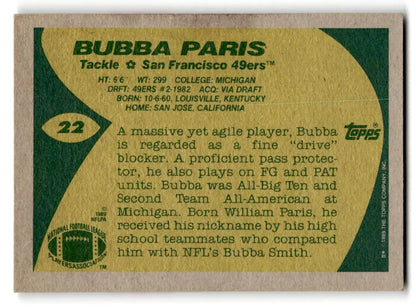 BUBBA PARIS
Tackle ✩ San Francisco 49ers™
HT: 6'6" WT: 299 COLLEGE: MICHIGAN
DRFT: 49ERS #2-1982 ACQ: VIA DRAFT
BORN: 10-6-60, LOUISVILLE, KENTUCKY
HOME: SAN JOSE, CALIFORNIA
22
topps
A massive yet agile player, Bubba
is regarded as a fine "drive"
blocker. A proficient pass protec-
tor, he also plays on FG and PAT
units. Bubba was All-Big Ten and
Second Team All-American at
Michigan. Born William Paris, he
received his nickname by his high
school teammates who compared
him with NFL's Bubba Smith.
©
1989
NFLPA
NATIONAL FOOTBALL LEAGUE
PLAYERS ASSOCIATION
™
B* ©1989 THE TOPPS COMPANY, INC.